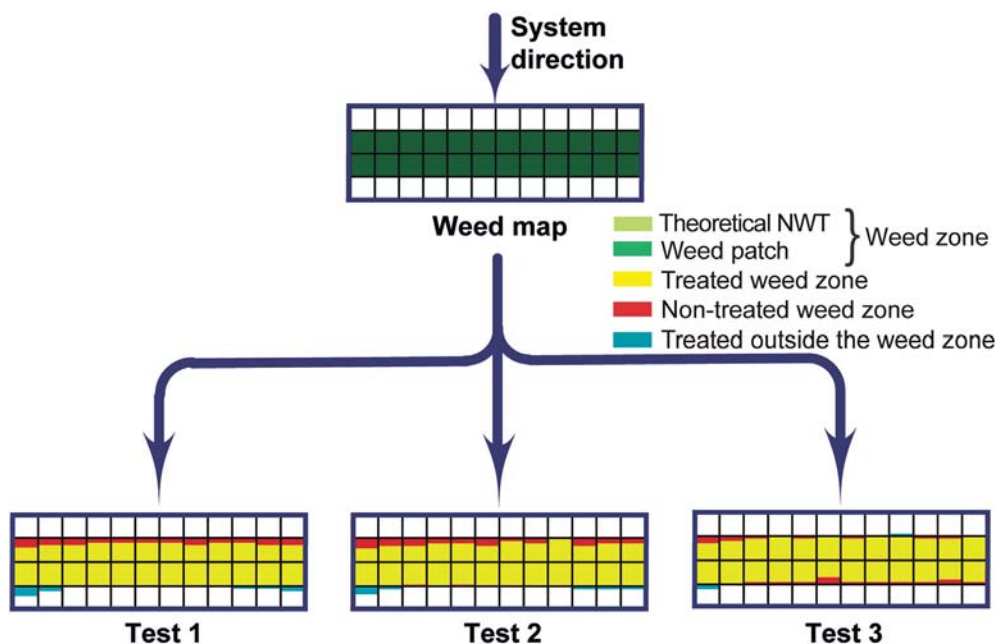 System
direction
Weed map
Theoretical NWT
Weed patch
Weed zone
Treated weed zone
Non-treated weed zone
Treated outside the weed zone
Test 1
Test 2
Test 3